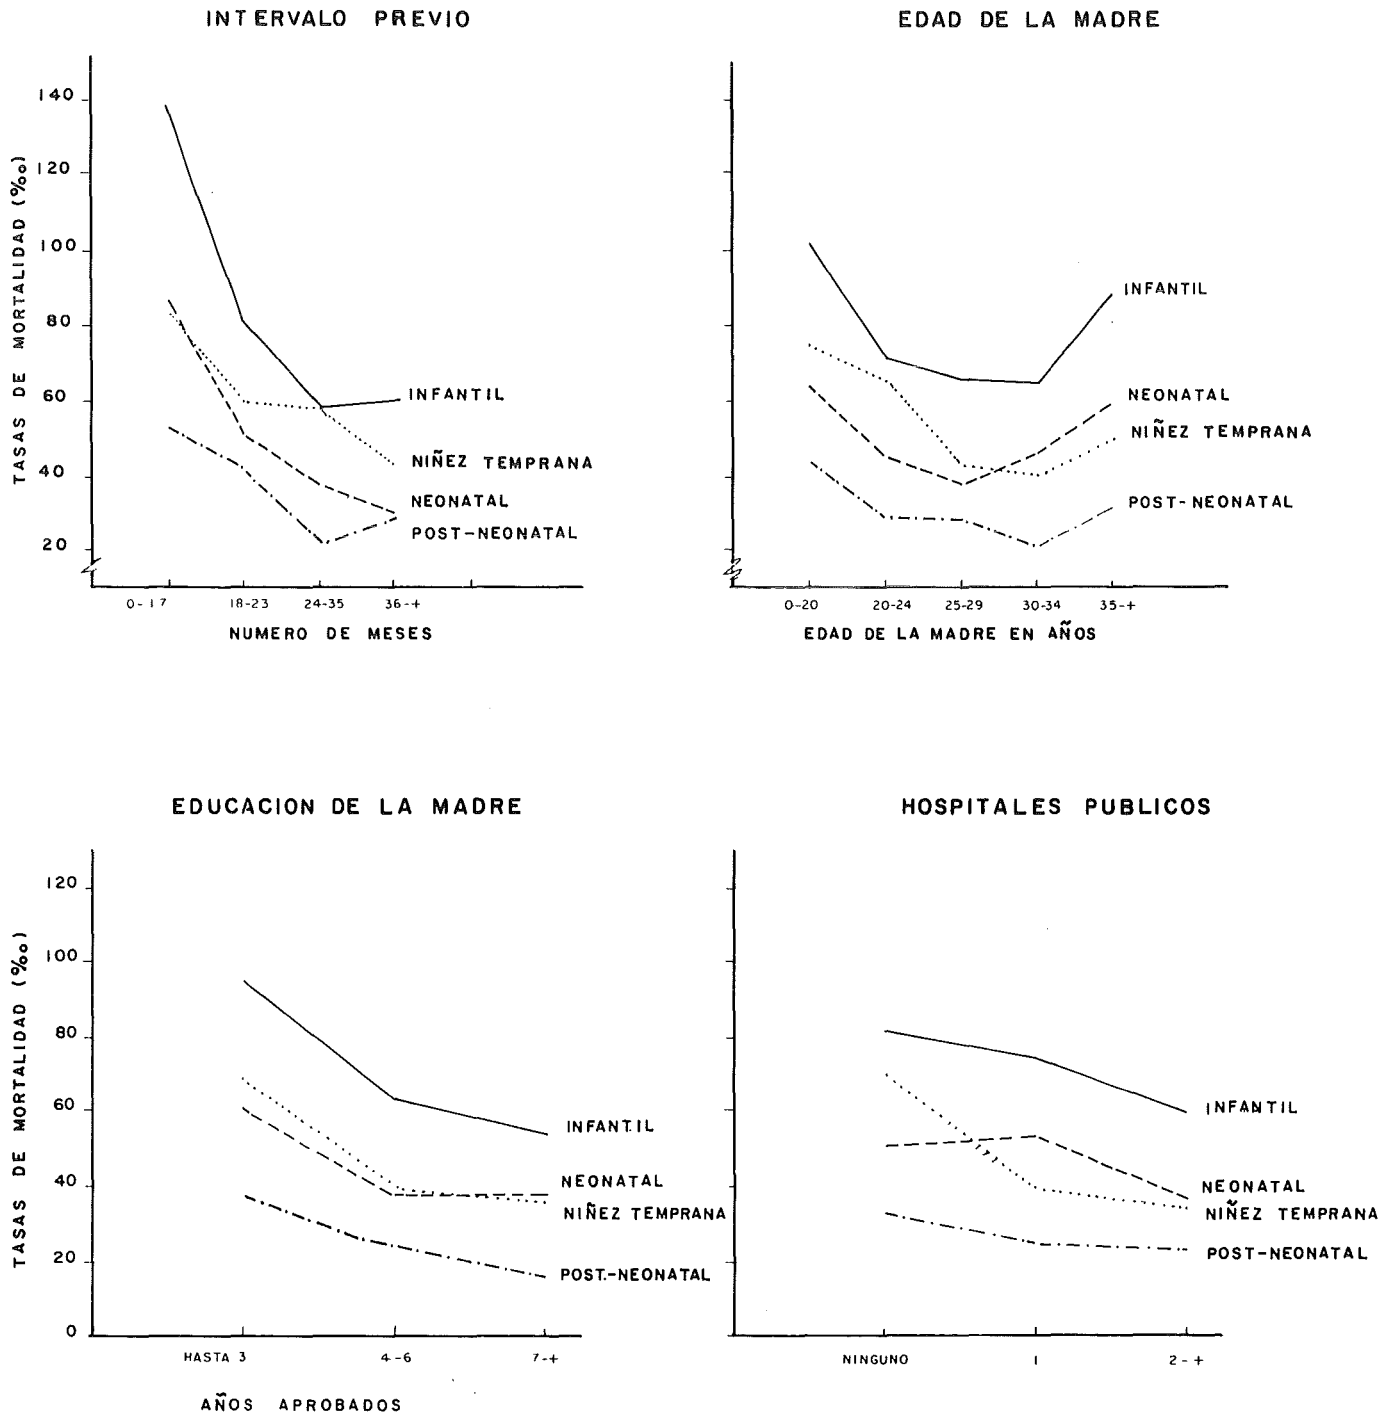 INTERVALO PREVIO
TASAS DE MORTALIDAD (‰)
140
120
100
80
60
40
20
INFANTIL
NIÑEZ TEMPRANA
NEONATAL
POST-NEONATAL
0-17 18-23 24-35 36-+
NUMERO DE MESES
EDAD DE LA MADRE
INFANTIL
NEONATAL
NIÑEZ TEMPRANA
POST-NEONATAL
0-20 20-24 25-29 30-34 35-+
EDAD DE LA MADRE EN AÑOS
EDUCACION DE LA MADRE
TASAS DE MORTALIDAD (‰)
120
100
80
60
40
20
0
INFANTIL
NEONATAL
NIÑEZ TEMPRANA
POST.-NEONATAL
HASTA 3 4-6 7-+
AÑOS APROBADOS
HOSPITALES PUBLICOS
INFANTIL
NEONATAL
NIÑEZ TEMPRANA
POST-NEONATAL
NINGUNO 1 2-+